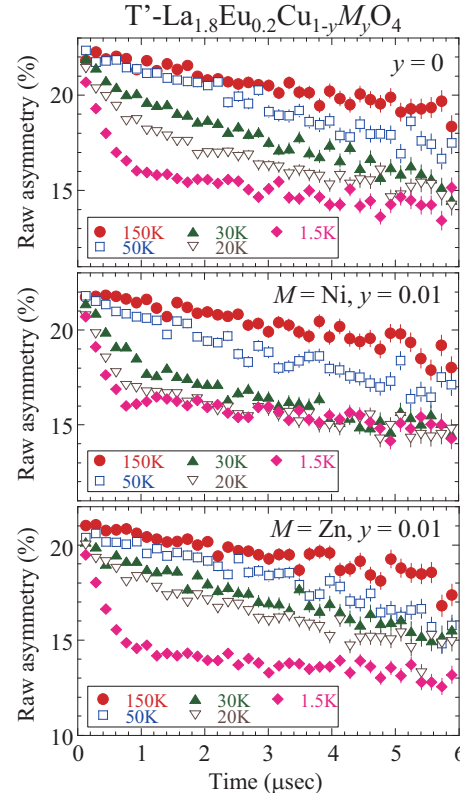 T’-La1.8Eu0.2Cu1-yMyO4
Raw asymmetry (%)
20
15
y = 0
150K 30K 1.5K
50K 20K
Raw asymmetry (%)
20
15
M = Ni, y = 0.01
150K 30K 1.5K
50K 20K
Raw asymmetry (%)
20
15
10
M = Zn, y = 0.01
150K 30K 1.5K
50K 20K
0 1 2 3 4 5 6
Time (μsec)